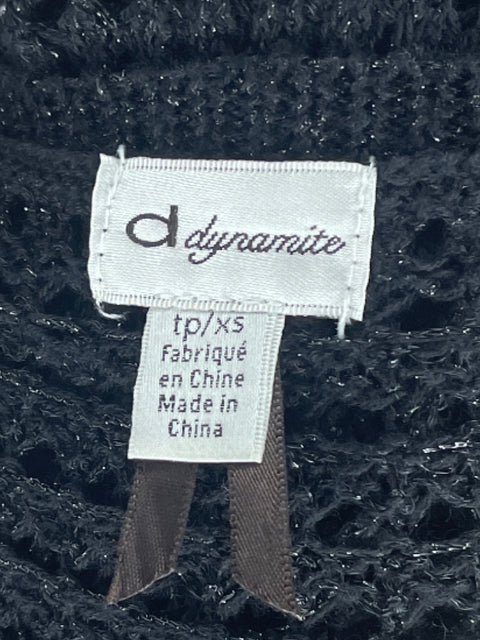 d dynamite
tp/xs
Fabriqué
en Chine
Made in
China